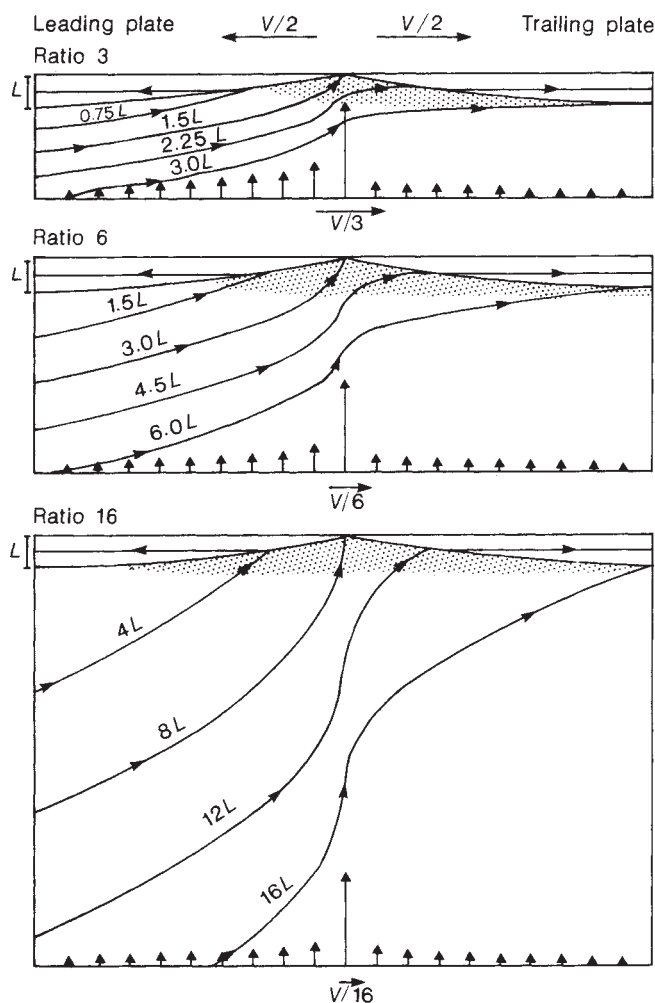 Leading plate V/2 V/2 Trailing plate
Ratio 3
L
0.75L
1.5L
2.25L
3.0L
V/3
Ratio 6
L
1.5L
3.0L
4.5L
6.0L
V/6
Ratio 16
L
4L
8L
12L
16L
V/16